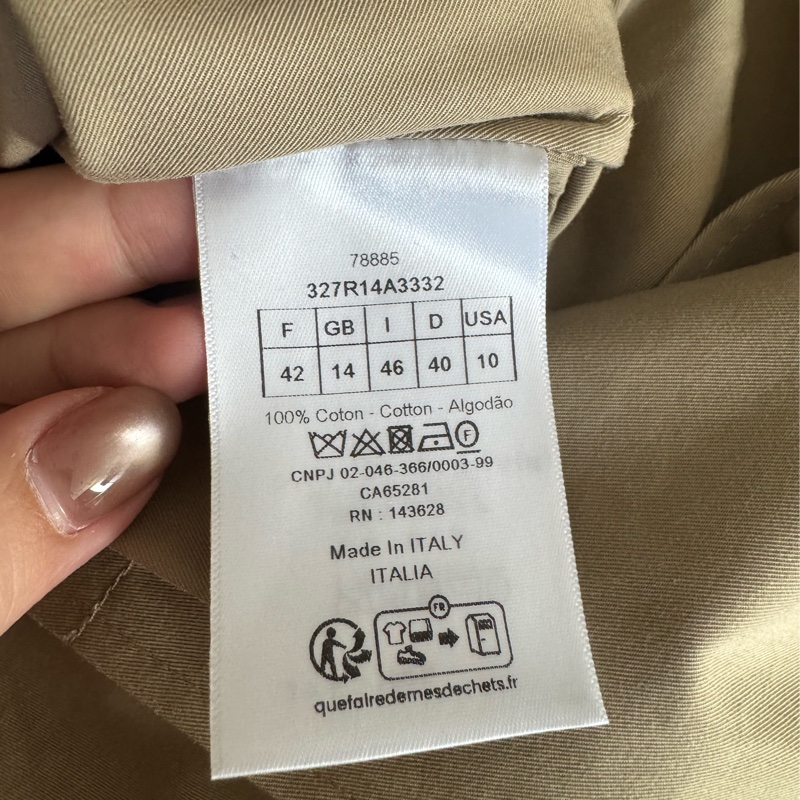 78885
327R14A3332
F GB I D USA
42 14 46 40 10
100% Coton - Cotton - Algodão
F
CNPJ 02-046-366/0003-99
CA65281
RN : 143628
Made In ITALY
ITALIA
FR
quefairedemesdechets.fr